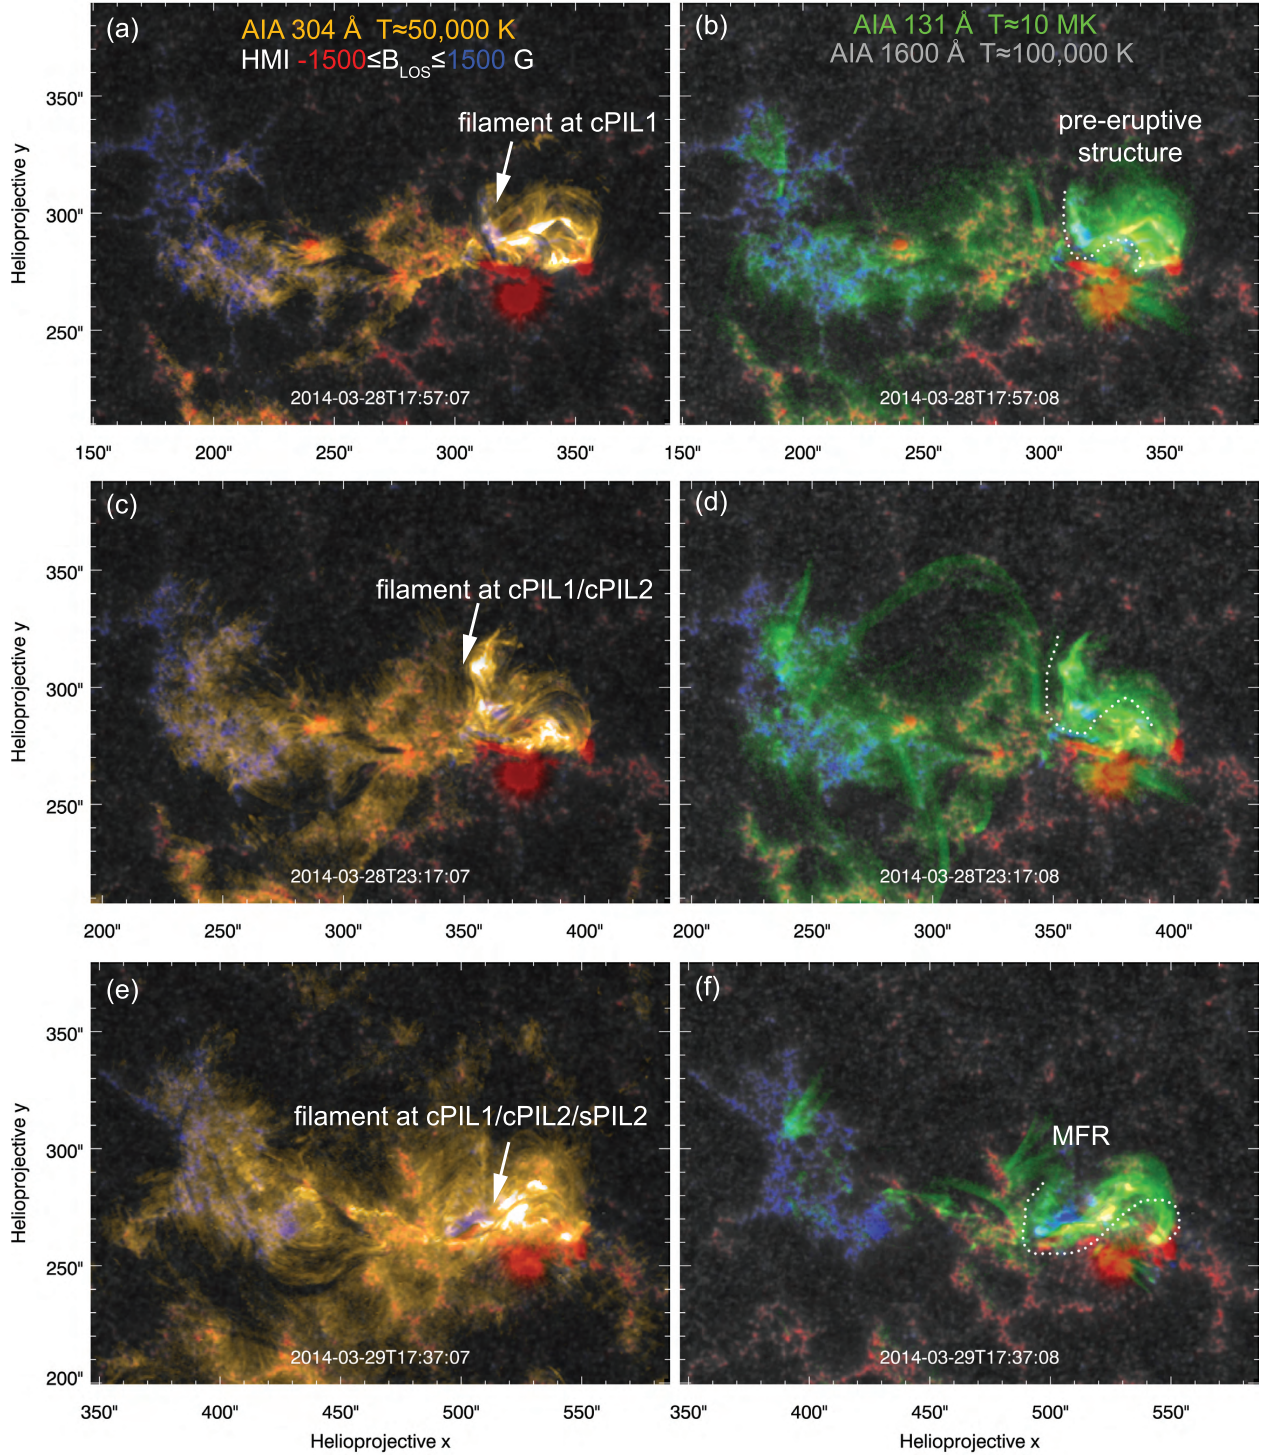 (a)
AIA 304 Å T≈50,000 K
HMI -1500≤B_LOS≤1500 G
filament at cPIL1
2014-03-28T17:57:07
Helioprojective y
350"
300"
250"
150" 200" 250" 300" 350"
(b)
AIA 131 Å T≈10 MK
AIA 1600 Å T≈100,000 K
pre-eruptive
structure
2014-03-28T17:57:08
150" 200" 250" 300" 350"
(c)
filament at cPIL1/cPIL2
2014-03-28T23:17:07
Helioprojective y
350"
300"
250"
200" 250" 300" 350" 400"
(d)
2014-03-28T23:17:08
200" 250" 300" 350" 400"
(e)
filament at cPIL1/cPIL2/sPIL2
2014-03-29T17:37:07
Helioprojective y
350"
300"
250"
200"
350" 400" 450" 500" 550"
Helioprojective x
(f)
MFR
2014-03-29T17:37:08
350" 400" 450" 500" 550"
Helioprojective x